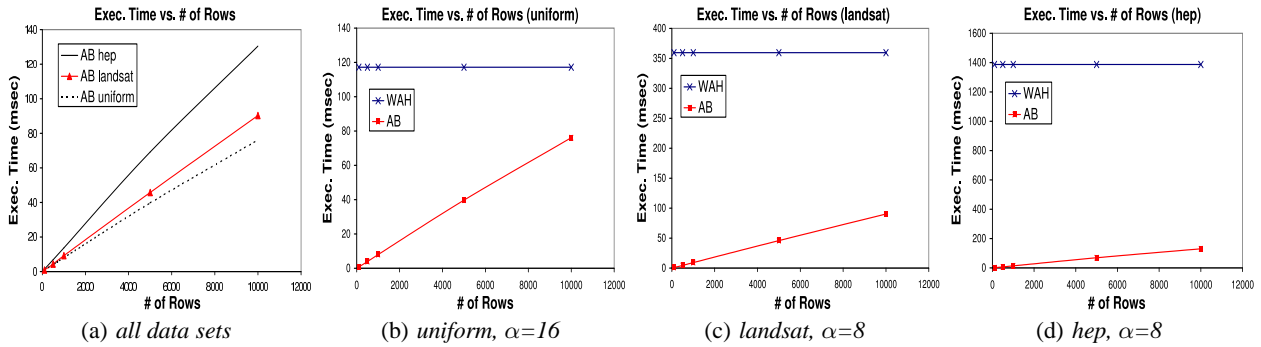 Exec. Time vs. # of Rows
AB hep
AB landsat
AB uniform
Exec. Time (msec)
140
120
100
80
60
40
20
0
0 2000 4000 6000 8000 10000 12000
# of Rows
(a) all data sets
Exec. Time vs. # of Rows (uniform)
WAH
AB
Exec. Time (msec)
140
120
100
80
60
40
20
0
0 2000 4000 6000 8000 10000 12000
# of Rows
(b) uniform, α=16
Exec. Time vs. # of Rows (landsat)
WAH
AB
Exec. Time (msec)
400
350
300
250
200
150
100
50
0
0 2000 4000 6000 8000 10000 12000
# of Rows
(c) landsat, α=8
Exec. Time vs. # of Rows (hep)
WAH
AB
Exec. Time (msec)
1600
1400
1200
1000
800
600
400
200
0
0 2000 4000 6000 8000 10000 12000
# of Rows
(d) hep, α=8